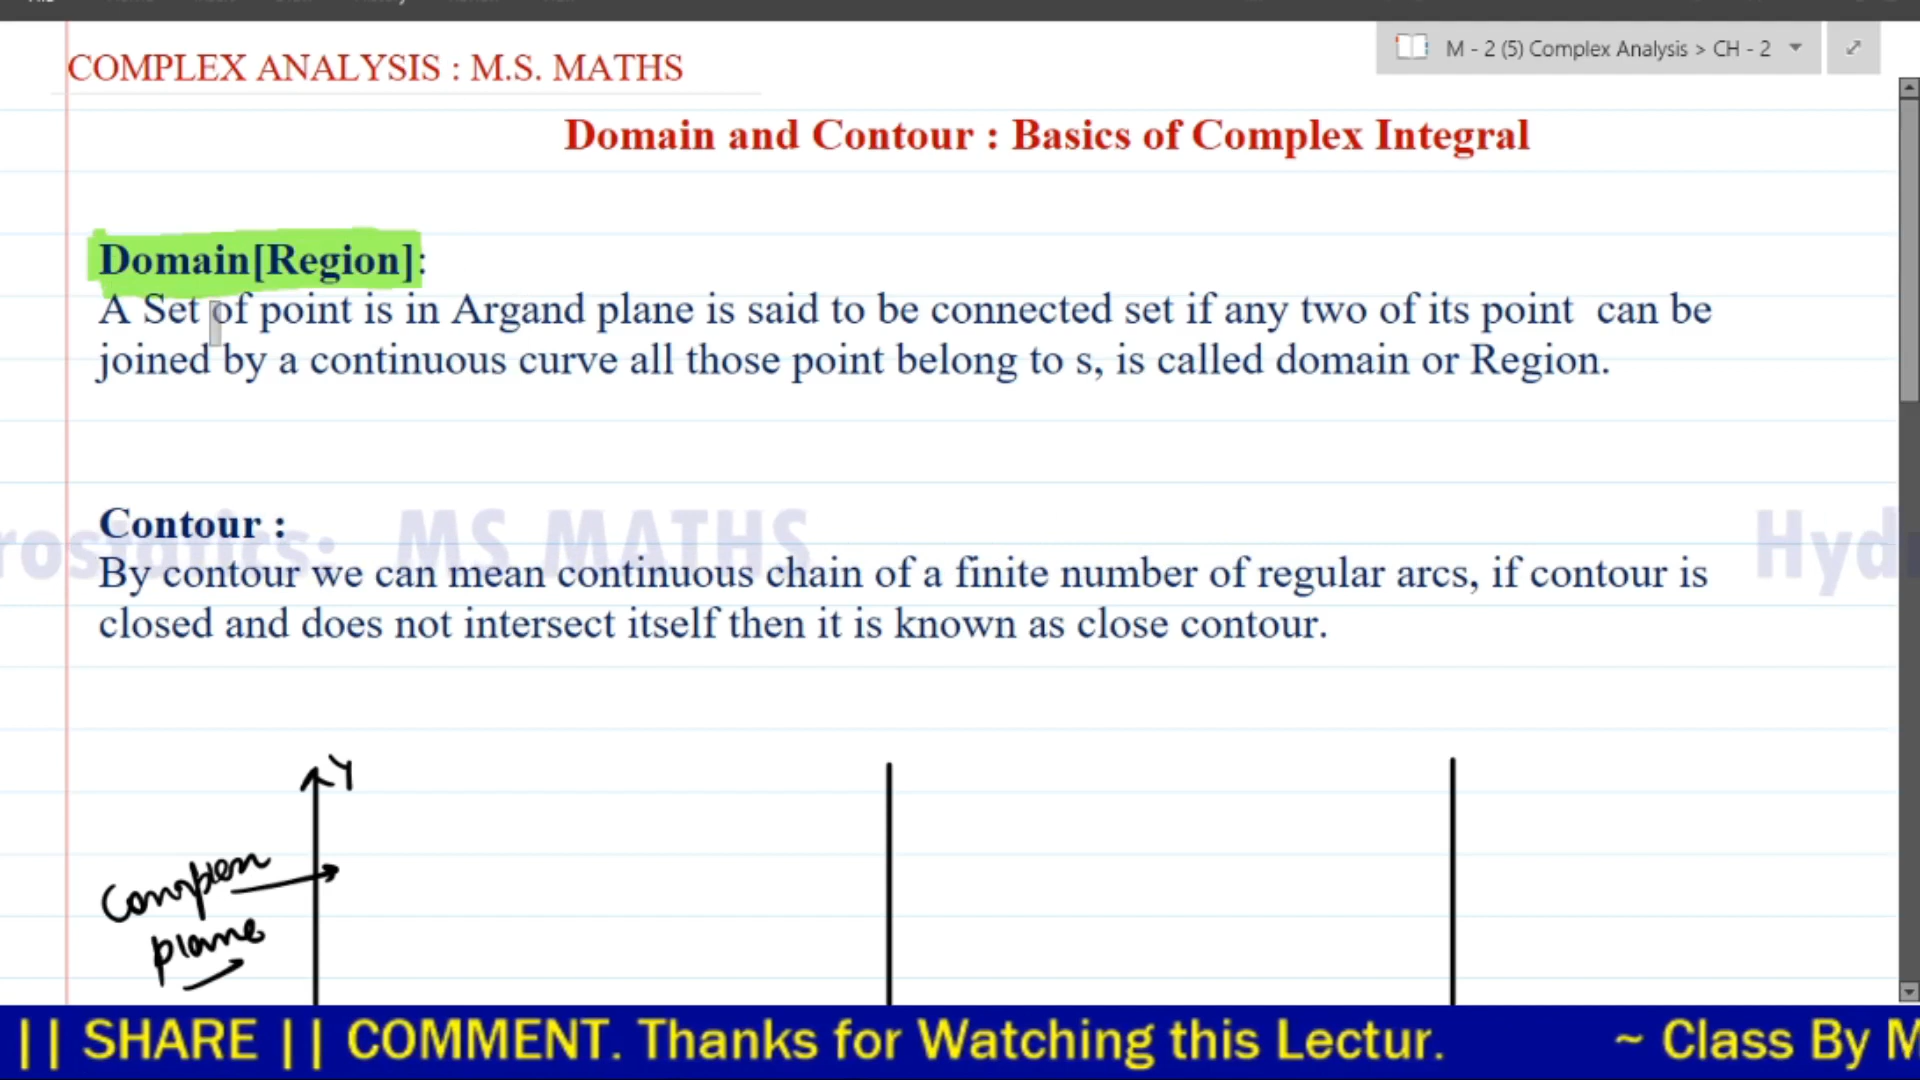 COMPLEX ANALYSIS : M.S. MATHS
M - 2 (5) Complex Analysis > CH - 2
Domain and Contour : Basics of Complex Integral
Domain[Region]:
A Set of point is in Argand plane is said to be connected set if any two of its point can be
joined by a continuous curve all those point belong to s, is called domain or Region.
Contour :
rostatics: MS MATHS
Hyd
By contour we can mean continuous chain of a finite number of regular arcs, if contour is
closed and does not intersect itself then it is known as close contour.
Y
Complex
plane
|| SHARE || COMMENT. Thanks for Watching this Lectur. ~ Class By M